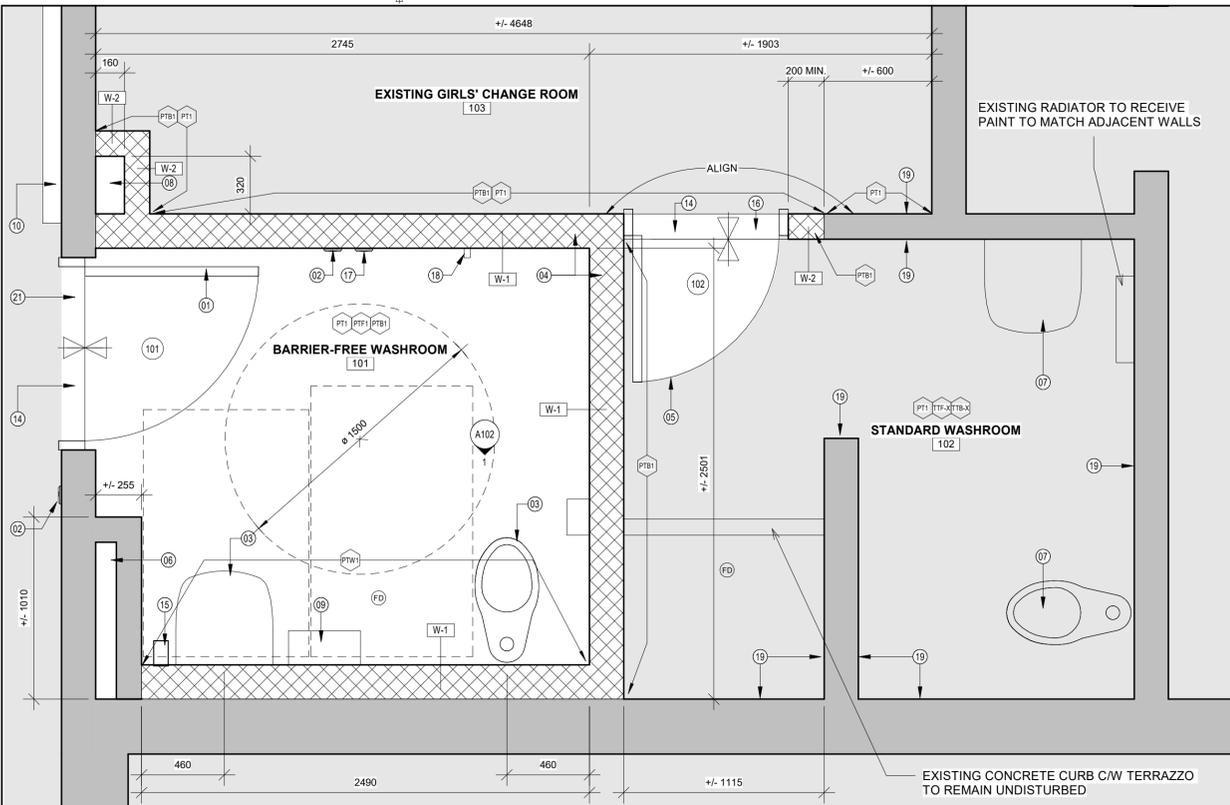 +/- 4648
2745
+/- 1903
160
200 MIN.
+/- 600
W-2
EXISTING GIRLS' CHANGE ROOM
103
EXISTING RADIATOR TO RECEIVE
PAINT TO MATCH ADJACENT WALLS
PTB1 PT1
W-2
08
320
ALIGN
PTB1 PT1
PT1
19
14
16
10
02
17
18
W-1
04
W-2
PTB1
19
21
01
102
PT1 PTF1 PTB1
BARRIER-FREE WASHROOM
101
101
07
14
W-1
05
19
PT1 TTF-X TTB-X
STANDARD WASHROOM
102
ø 1500
A102
1
PTB1
+/- 2501
19
+/- 255
02
03
03
06
PTW1
FD
07
+/- 1010
15
09
FD
W-1
19
19
460
460
2490
+/- 1115
EXISTING CONCRETE CURB C/W TERRAZZO
TO REMAIN UNDISTURBED